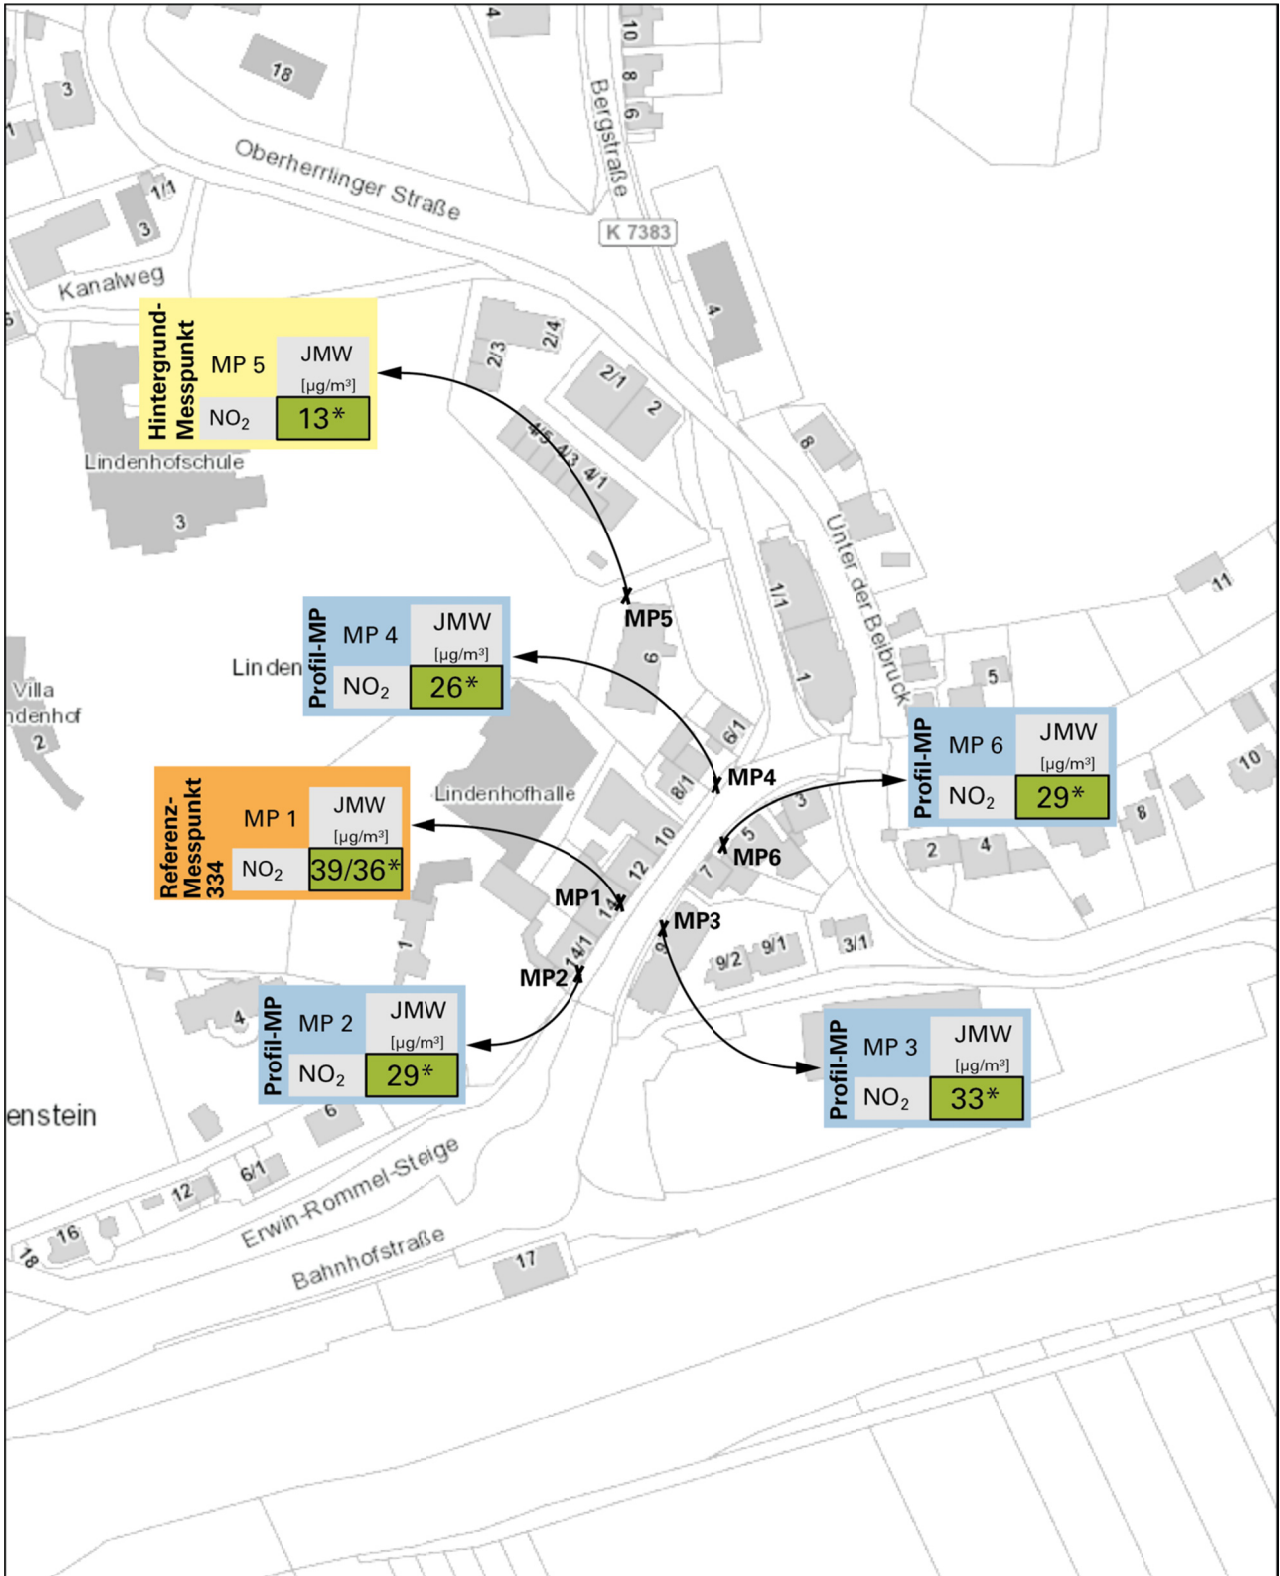 4
10
8
6
18
3
1
Bergstraße
Oberherrlinger Straße
K 7383
1/1
3
Kanalweg
5
4
Hintergrund-
Messpunkt
MP 5
JMW
[µg/m³]
NO₂
13*
2/3
2/4
2/1
2
4/5
4/3
4/1
8
Lindenhofschule
3
Unter der Beibruck
11
1/1
1
MP5
6
Profil-MP
MP 4
JMW
[µg/m³]
NO₂
26*
Linden
Villa
ndenhof
2
5
Profil-MP
MP 6
JMW
[µg/m³]
NO₂
29*
10
6/1
8/1
MP4
Lindenhofhalle
3
8
Referenz-
Messpunkt
334
MP 1
JMW
[µg/m³]
NO₂
39/36*
10
12
5
MP6
7
2
4
MP1
14
MP3
9
14/1
MP2
9/2
9/1
3/1
1
4
Profil-MP
MP 2
JMW
[µg/m³]
NO₂
29*
Profil-MP
MP 3
JMW
[µg/m³]
NO₂
33*
enstein
6
6/1
12
16
18
Erwin-Rommel-Steige
Bahnhofstraße
17